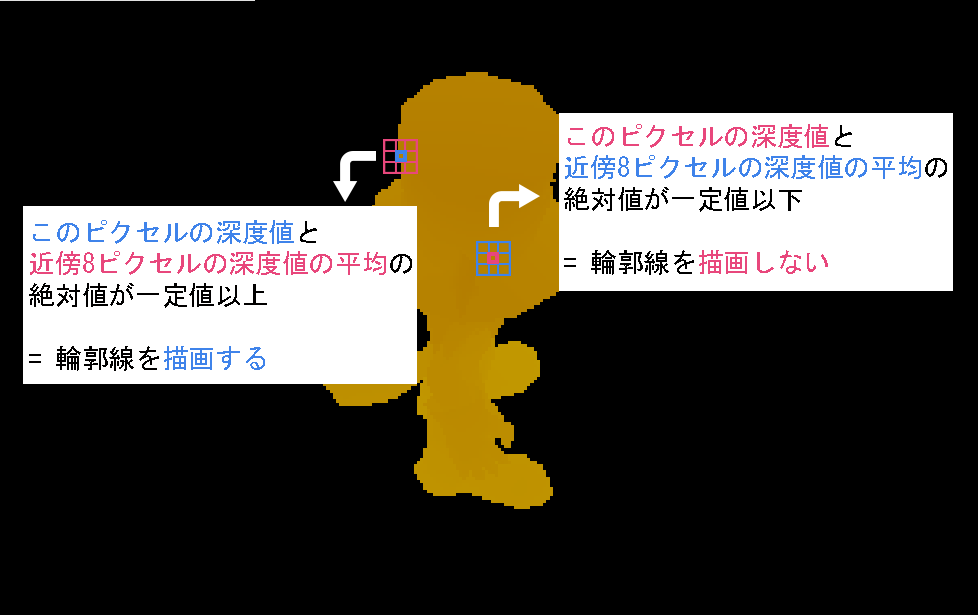 このピクセルの深度値と
近傍8ピクセルの深度値の平均の
絶対値が一定値以上
= 輪郭線を描画する
このピクセルの深度値と
近傍8ピクセルの深度値の平均の
絶対値が一定値以下
= 輪郭線を描画しない